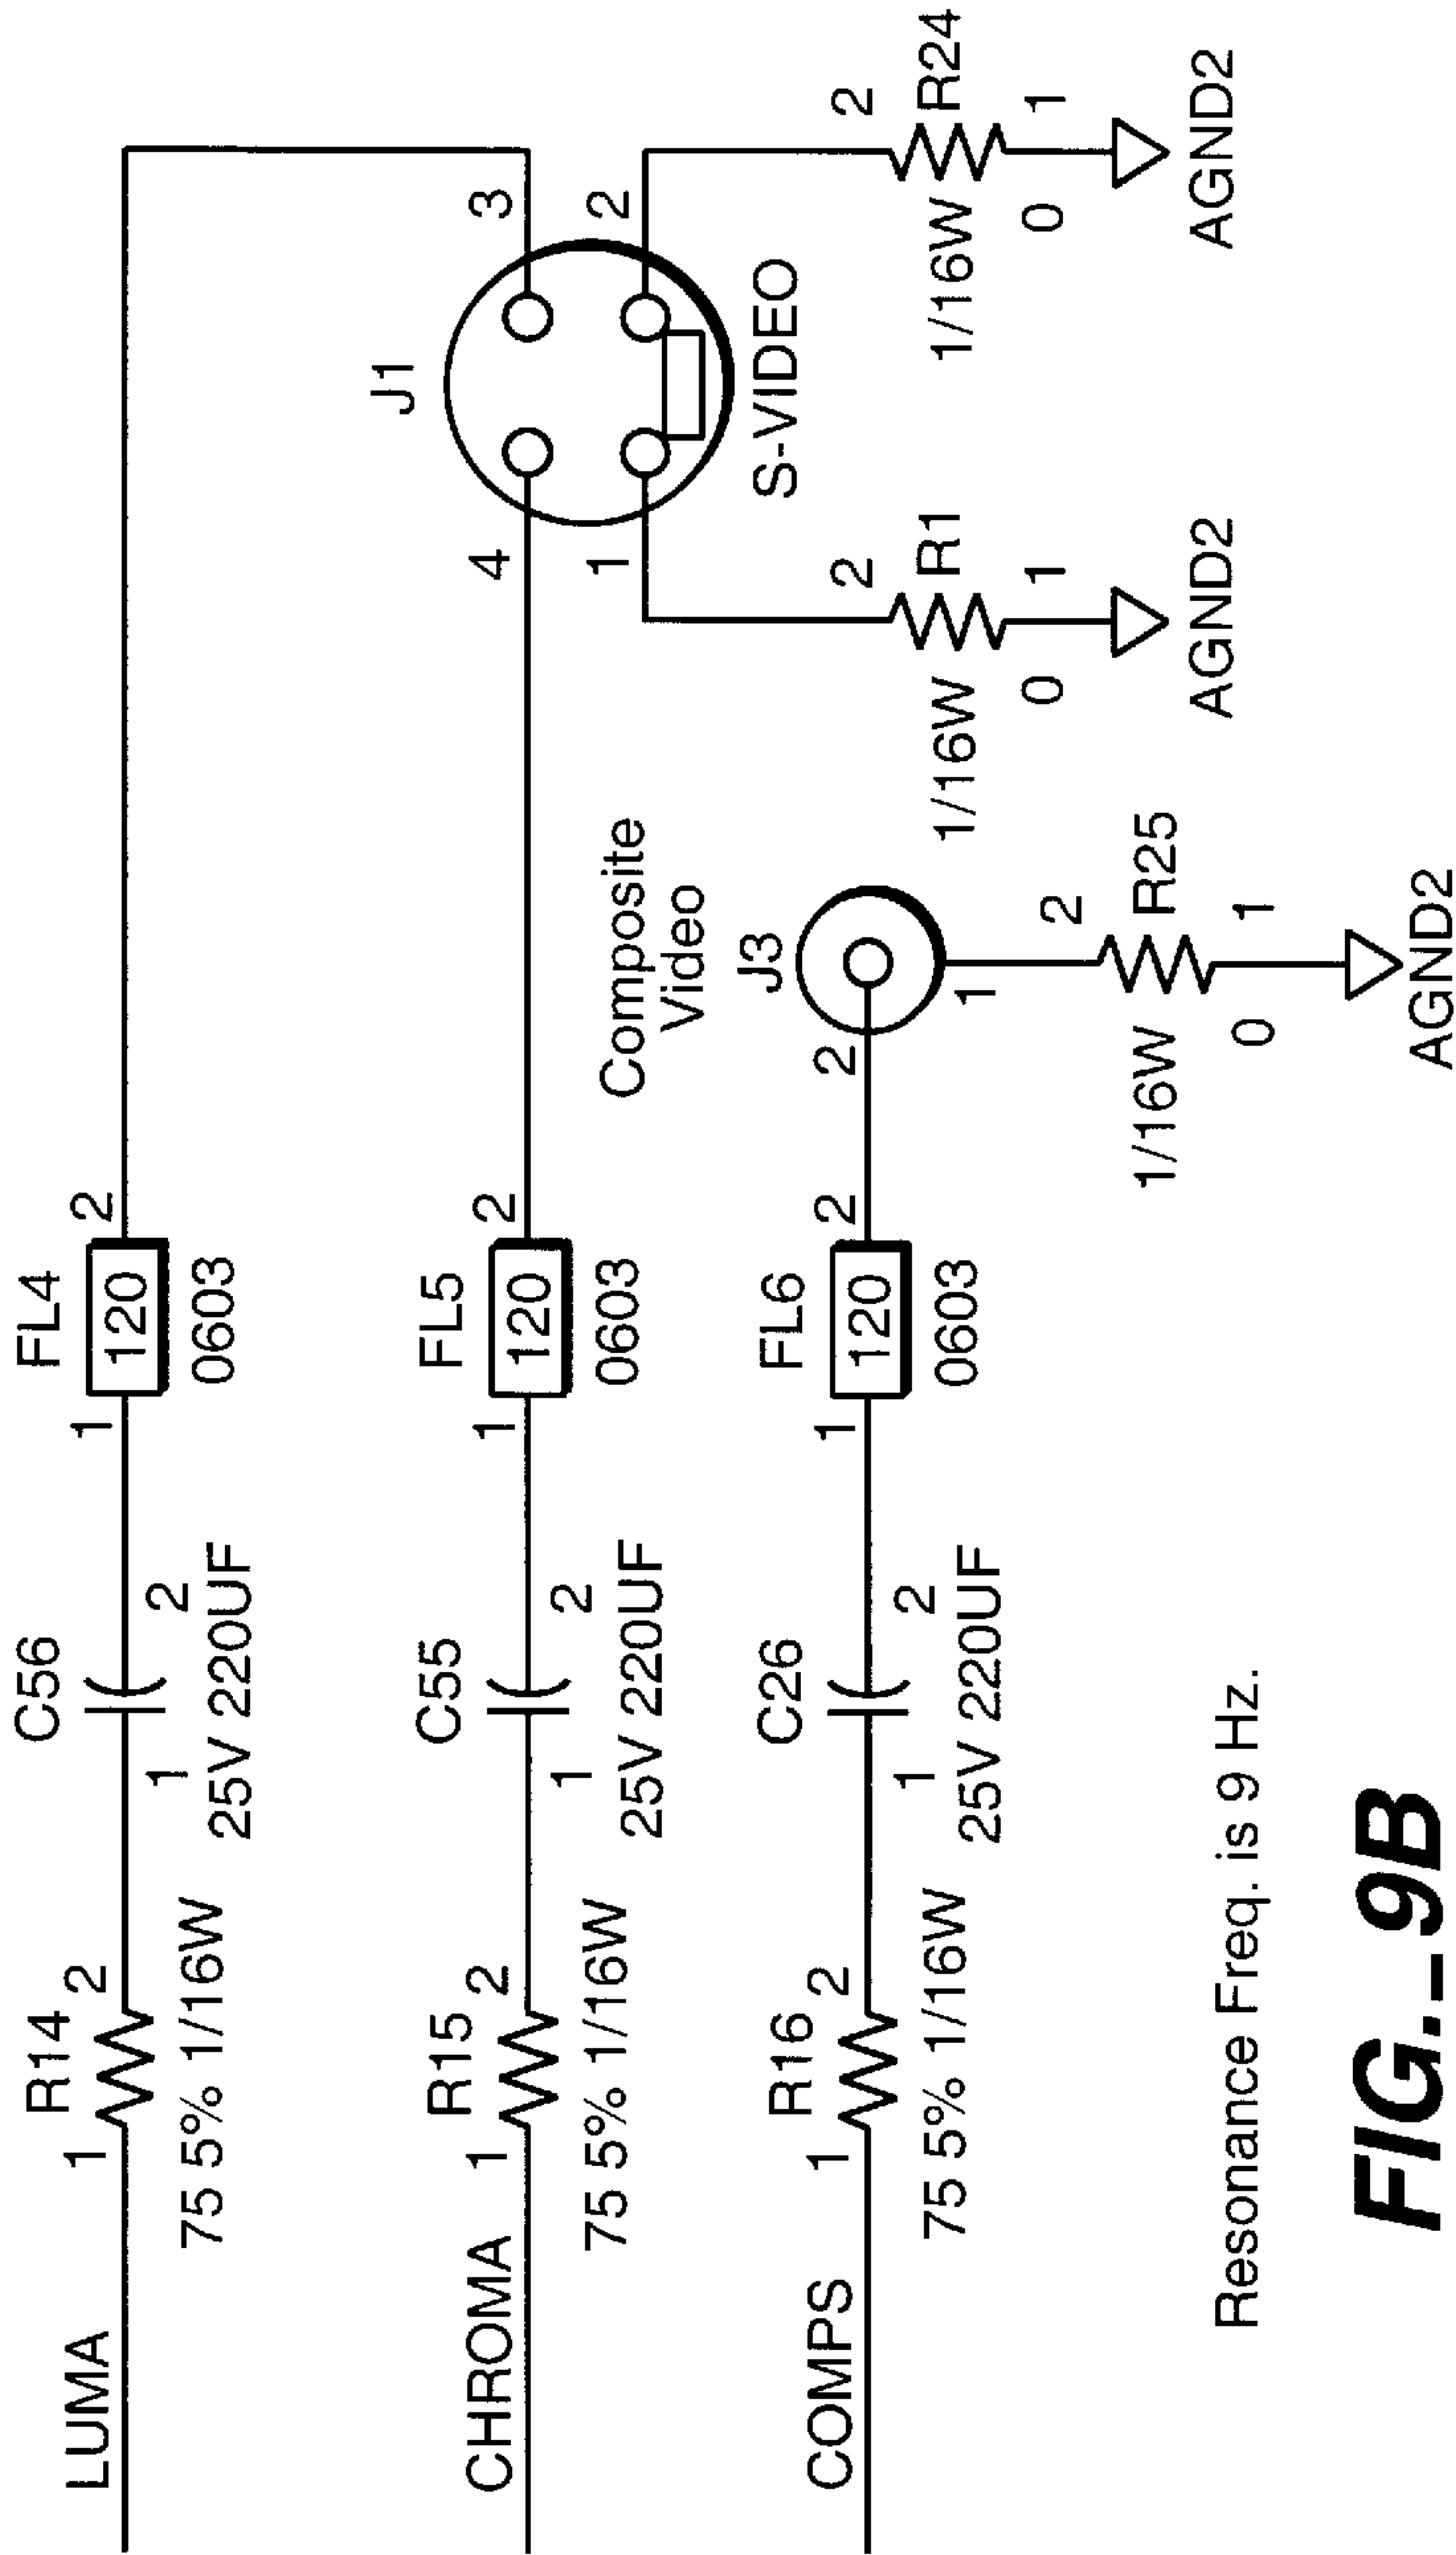 LUMA
1
R14
2
75 5% 1/16W
C56
1
2
25V 220UF
FL4
1
120
2
0603
CHROMA
1
R15
2
75 5% 1/16W
C55
1
2
25V 220UF
FL5
1
120
2
0603
4
3
J1
1
2
S-VIDEO
2
R1
1/16W
0
1
AGND2
2
R24
1/16W
0
1
AGND2
COMPS
1
R16
2
75 5% 1/16W
C26
1
2
25V 220UF
FL6
1
120
2
0603
Composite
Video
J3
2
1
2
R25
1/16W
0
1
AGND2
Resonance Freq. is 9 Hz.
FIG._9B